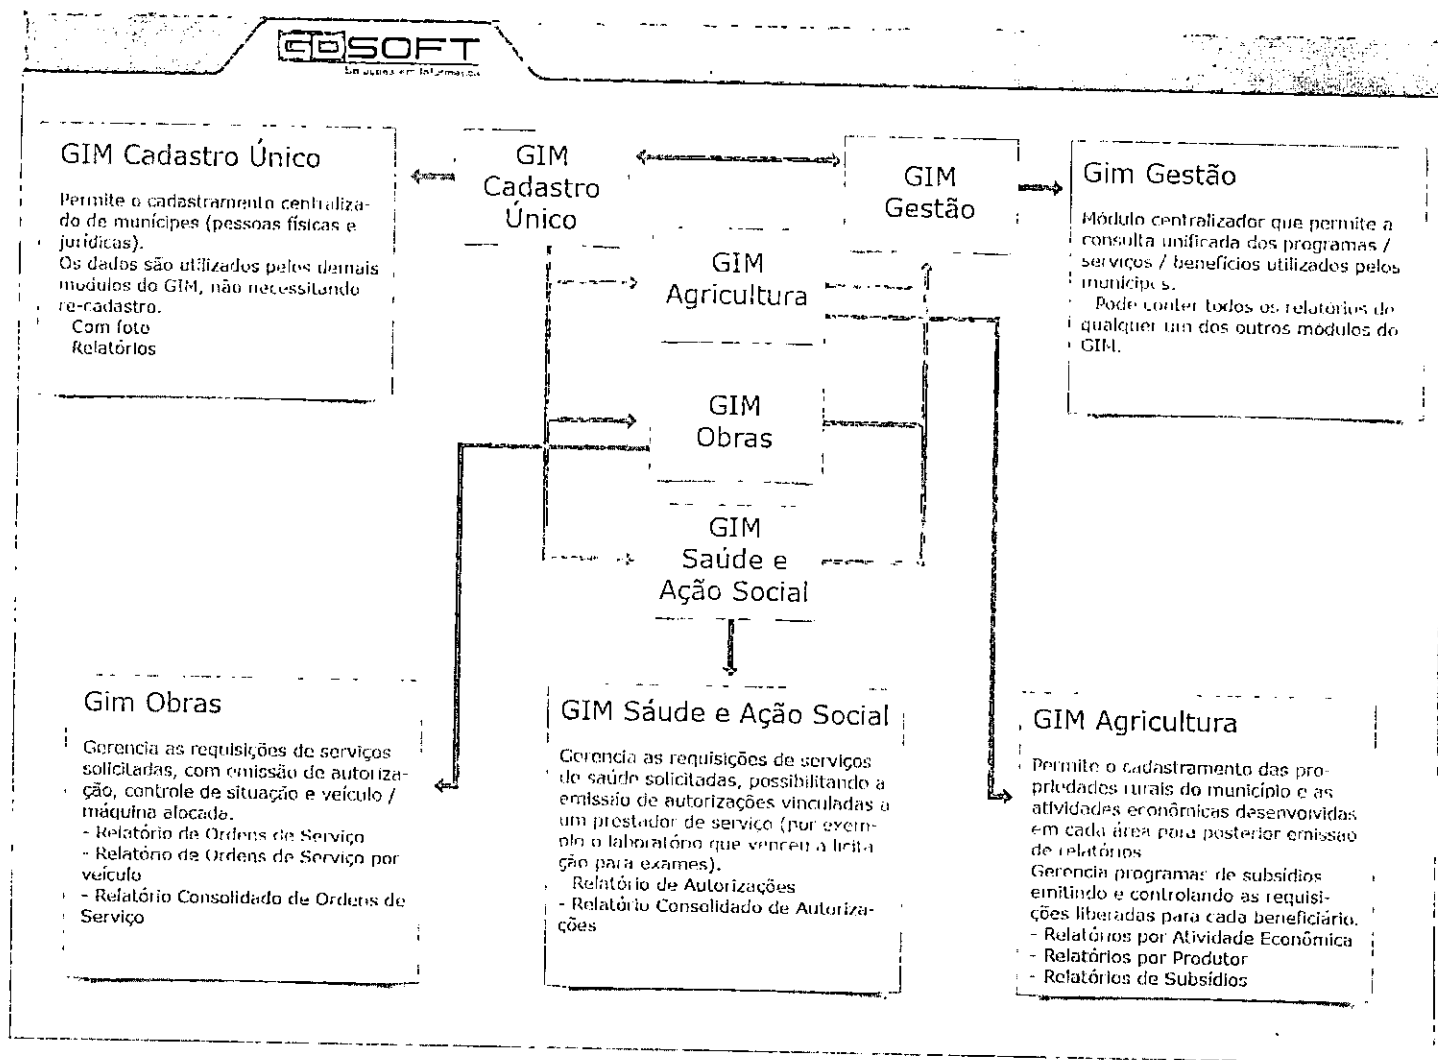 GDSOFT
Soluções em Informática
GIM Cadastro Único
Permite o cadastramento centraliza-
do de munícipes (pessoas físicas e
jurídicas).
Os dados são utilizados pelos demais
modulos do GIM, não necessitando
re-cadastro.
Com foto
Relatórios
GIM
Cadastro
Único
GIM
Gestão
Gim Gestão
Módulo centralizador que permite a
consulta unificada dos programas /
serviços / benefícios utilizados pelos
munícipes.
Pode conter todos os relatórios de
qualquer um dos outros módulos do
GIM.
GIM
Agricultura
GIM
Obras
GIM
Saúde e
Ação Social
Gim Obras
Gerencia as requisições de serviços
solicitadas, com emissão de autoriza-
ção, controle de situação e veículo /
máquina alocada.
- Relatório de Ordens de Serviço
- Relatório de Ordens de Serviço por
veículo
- Relatório Consolidado de Ordens de
Serviço
GIM Sáude e Ação Social
Gerencia as requisições de serviços
de saúde solicitadas, possibilitando a
emissão de autorizações vinculadas a
um prestador de serviço (por exem-
plo o laboratório que venceu a licita
ção para exames).
Relatório de Autorizações
- Relatório Consolidado de Autoriza-
ções
GIM Agricultura
Permite o cadastramento das pro-
priedades rurais do município e as
atividades econômicas desenvolvidas
em cada área para posterior emissão
de relatórios
Gerencia programas de subsídios
emitindo e controlando as requisi-
ções liberadas para cada beneficiário.
- Relatórios por Atividade Econômica
- Relatórios por Produtor
- Relatórios de Subsídios